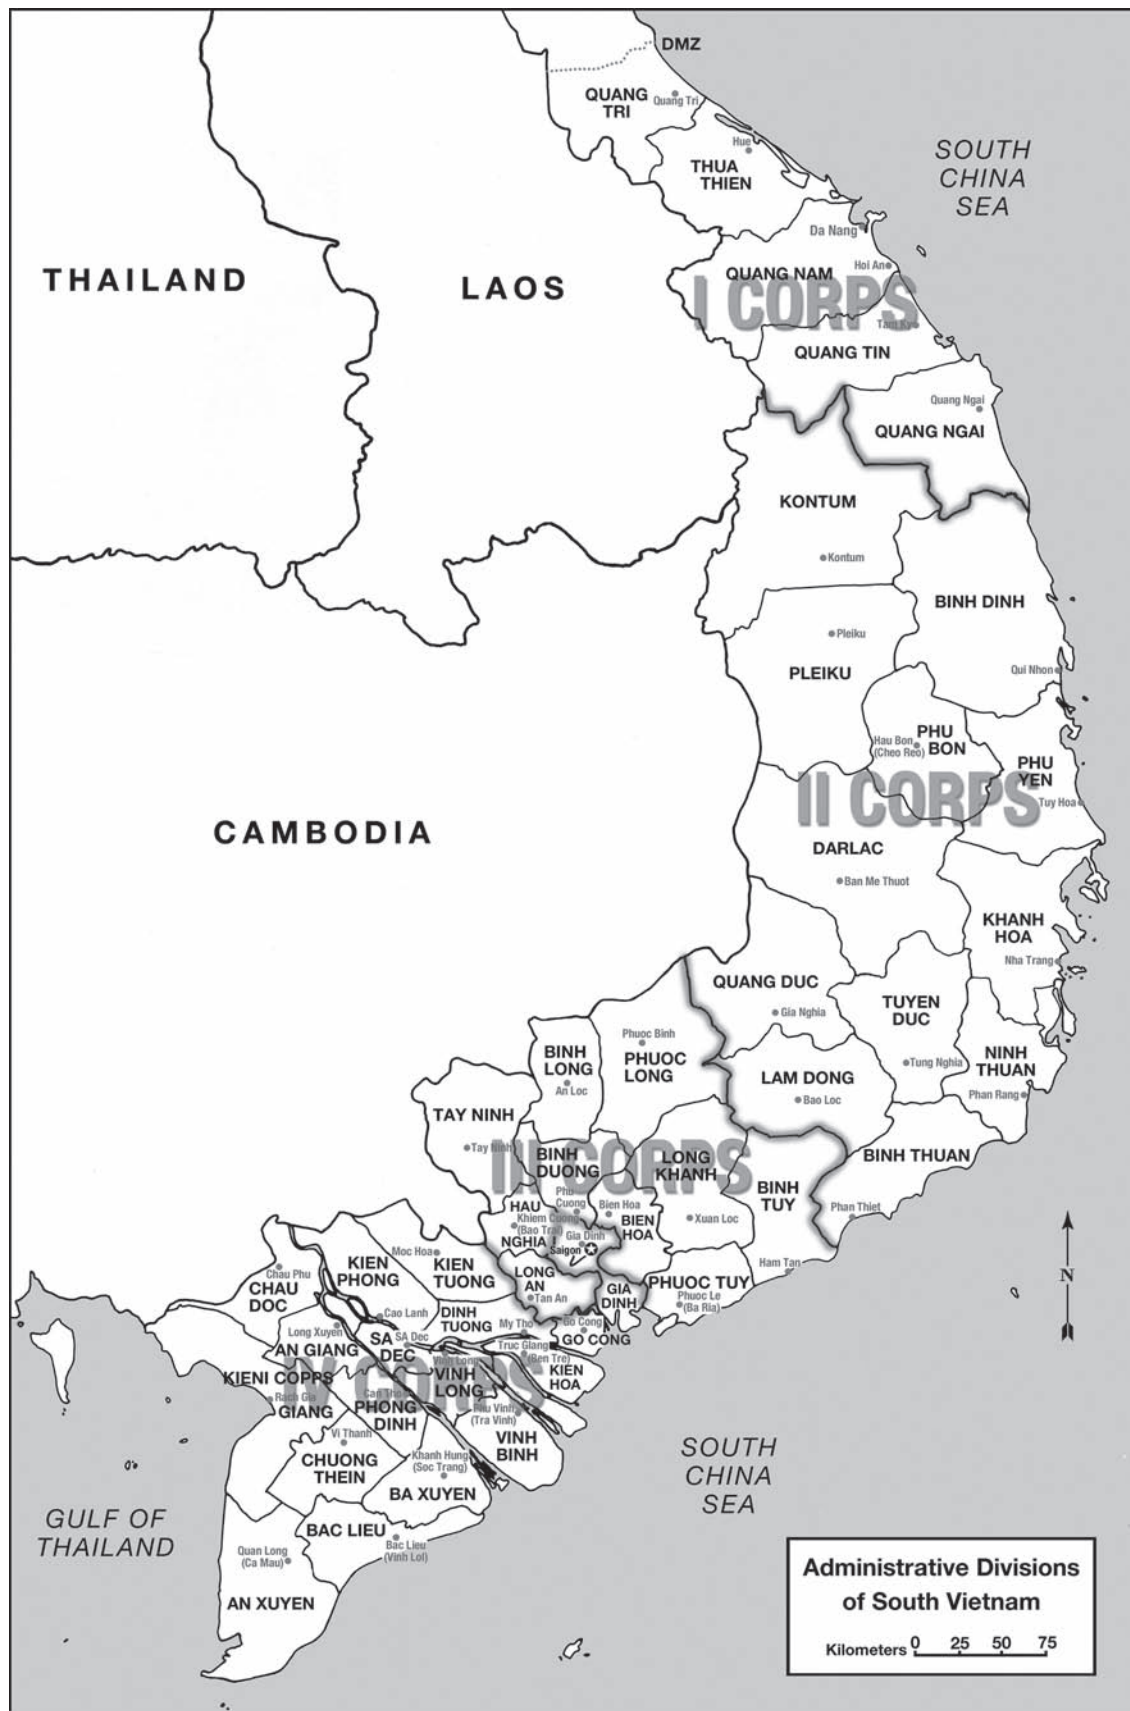 DMZ
QUANG
TRI
Quang Tri
Hue
THUA
THIEN
SOUTH
CHINA
SEA
Da Nang
Hoi An
QUANG NAM
THAILAND
LAOS
I CORPS
Tam Ky
QUANG TIN
Quang Ngai
QUANG NGAI
KONTUM
Kontum
BINH DINH
Pleiku
PLEIKU
Qui Nhon
PHU
BON
Hau Bon
(Cheo Reo)
PHU
YEN
Tuy Hoa
II CORPS
CAMBODIA
DARLAC
Ban Me Thuot
KHANH
HOA
Nha Trang
QUANG DUC
Gia Nghia
TUYEN
DUC
Tung Nghia
Phuoc Binh
PHUOC
LONG
BINH
LONG
An Loc
LAM DONG
Bao Loc
NINH
THUAN
Phan Rang
TAY NINH
Tay Ninh
III CORPS
BINH
DUONG
LONG
KHANH
BINH THUAN
BINH
TUY
Phan Thiet
Phu
Cuong
Bien Hoa
BIEN
HOA
Xuan Loc
HAU
NGHIA
Khiem Cuong
(Bao Trai)
Gia Dinh
Saigon
Ham Tan
N
Moc Hoa
KIEN
PHONG
KIEN
TUONG
LONG
AN
Tan An
GIA
DINH
PHUOC TUY
Phuoc Le
(Ba Ria)
Chau Phu
CHAU
DOC
Cao Lanh
DINH
TUONG
My Tho
Go Cong
GO CONG
Long Xuyen
AN GIANG
SA
DEC
SA Dec
Truc Giang
(Ben Tre)
KIEN
HOA
Vinh Long
VINH
LONG
IV CORPS
KIENI COPPS
GIANG
Rach Gia
Can Tho
PHONG
DINH
Phu Vinh
(Tra Vinh)
VINH
BINH
Vi Thanh
CHUONG
THEIN
Khanh Hung
(Soc Trang)
BA XUYEN
SOUTH
CHINA
SEA
GULF OF
THAILAND
BAC LIEU
Bac Lieu
(Vinh Lol)
Quan Long
(Ca Mau)
AN XUYEN
Administrative Divisions
of South Vietnam
Kilometers 0 25 50 75